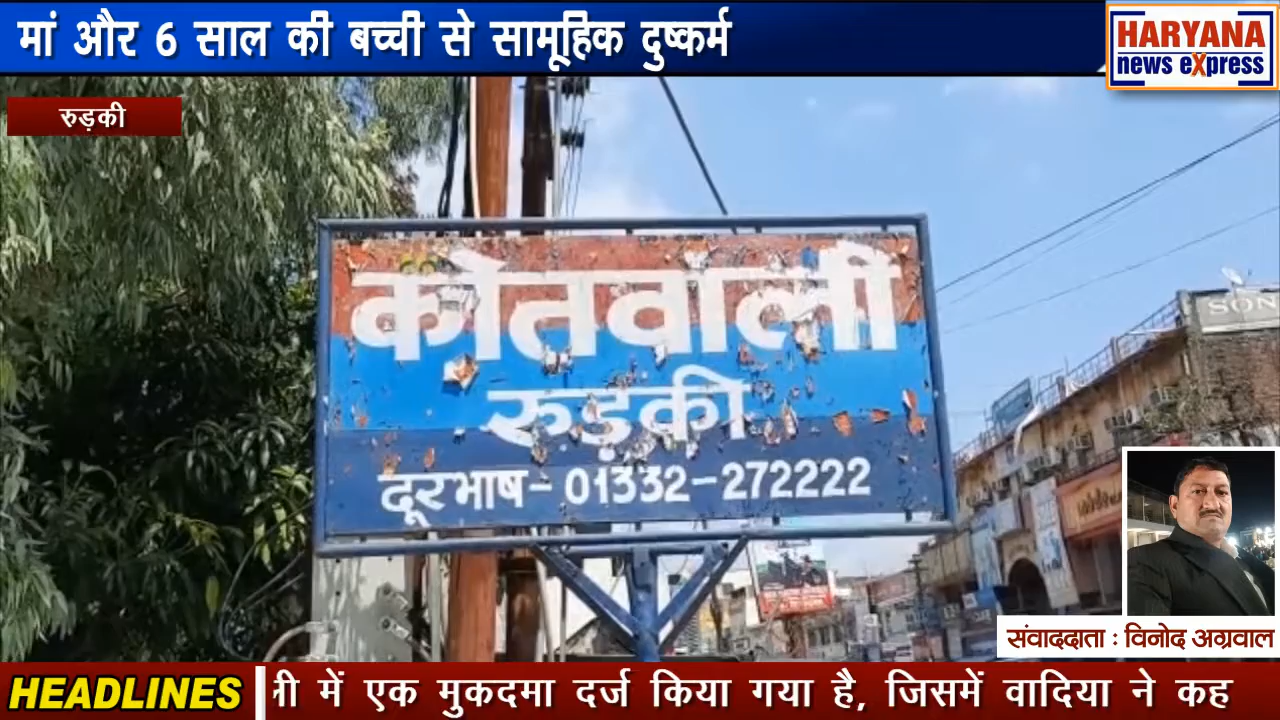 मां और 6 साल की बच्ची से सामूहिक दुष्कर्म
HARYANA
news eXpress
रुड़की
कोतवाली
रुड़की
दूरभाष-01332-272222
SON
संवाददाता : विनोद अग्रवाल
HEADLINES
में एक मुकदमा दर्ज किया गया है, जिसमें वादिया ने कह